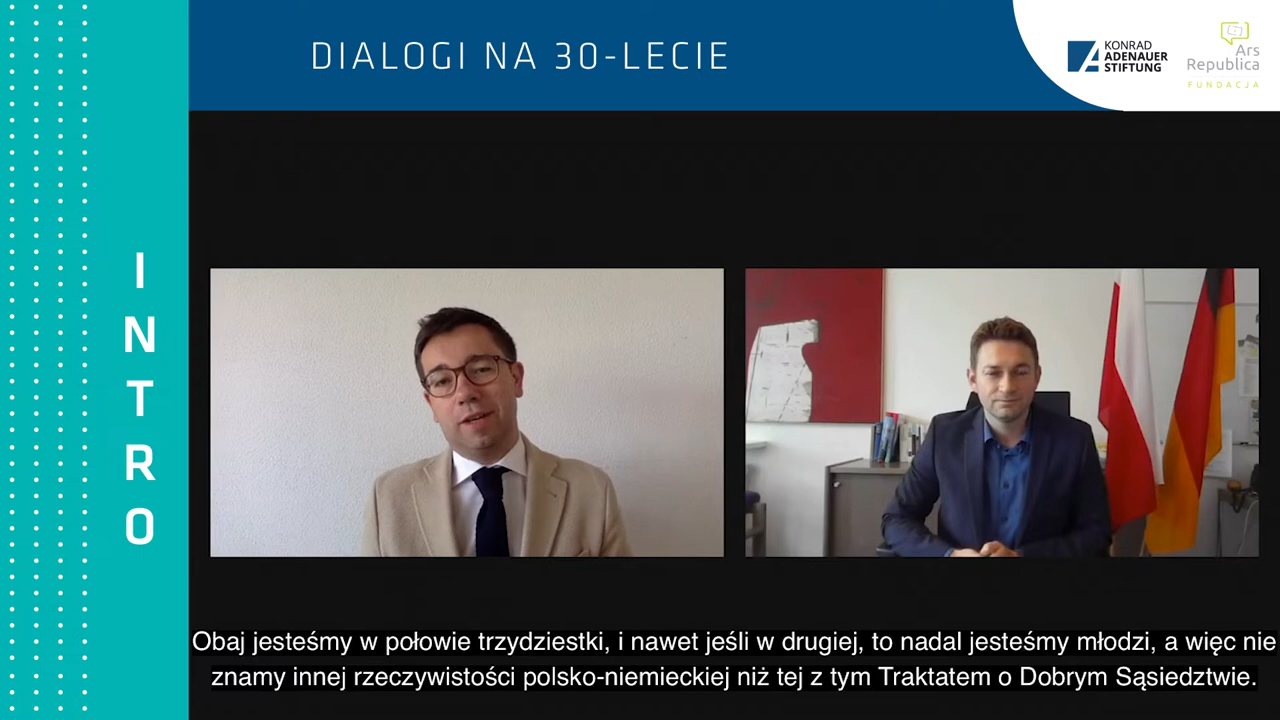 DIALOGI NA 30-LECIE
KONRAD
ADENAUER
STIFTUNG
Ars
Republica
FUNDACJA
INTRO
Obaj jesteśmy w połowie trzydziestki, i nawet jeśli w drugiej, to nadal jesteśmy młodzi, a więc nie
znamy innej rzeczywistości polsko-niemieckiej niż tej z tym Traktatem o Dobrym Sąsiedztwie.